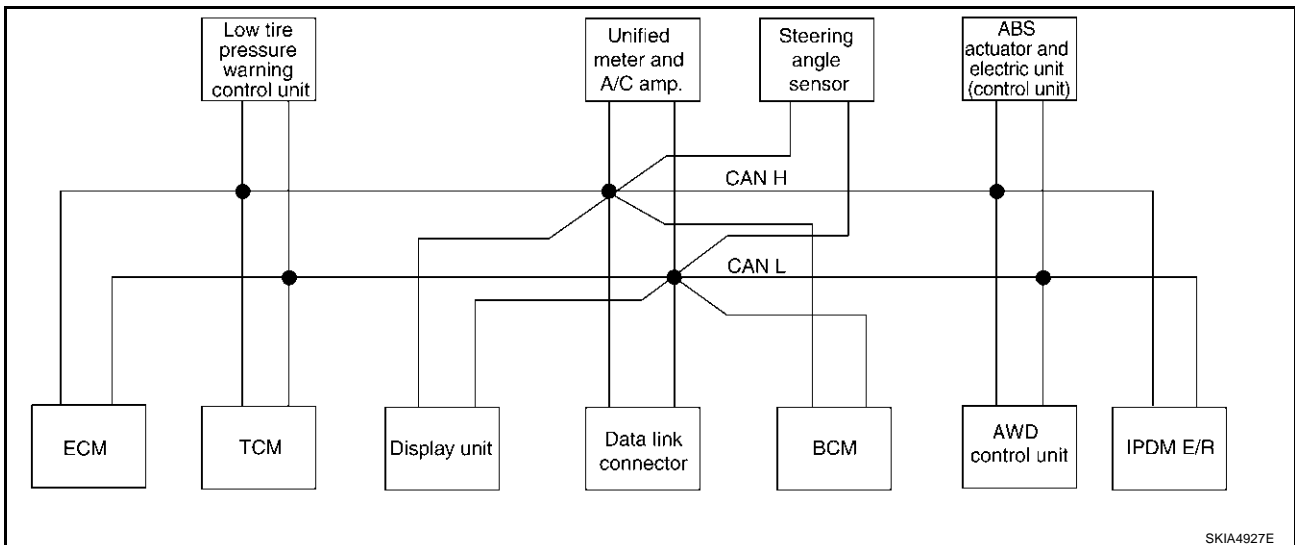 Low tire
pressure
warning
control unit
Unified
meter and
A/C amp.
Steering
angle
sensor
ABS
actuator and
electric unit
(control unit)
CAN H
CAN L
ECM
TCM
Display unit
Data link
connector
BCM
AWD
control unit
IPDM E/R
SKIA4927E